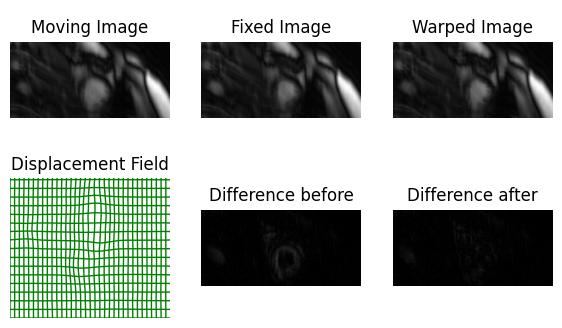 Moving Image
Fixed Image
Warped Image
Displacement Field
Difference before
Difference after